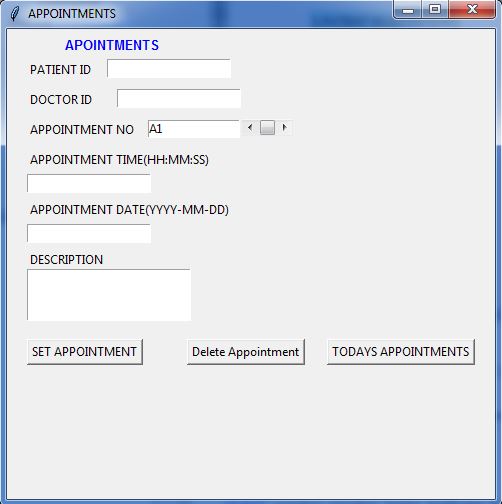 APPOINTMENTS
APOINTMENTS
PATIENT ID
DOCTOR ID
APPOINTMENT NO A1
APPOINTMENT TIME(HH:MM:SS)
APPOINTMENT DATE(YYYY-MM-DD)
DESCRIPTION
SET APPOINTMENT Delete Appointment TODAYS APPOINTMENTS